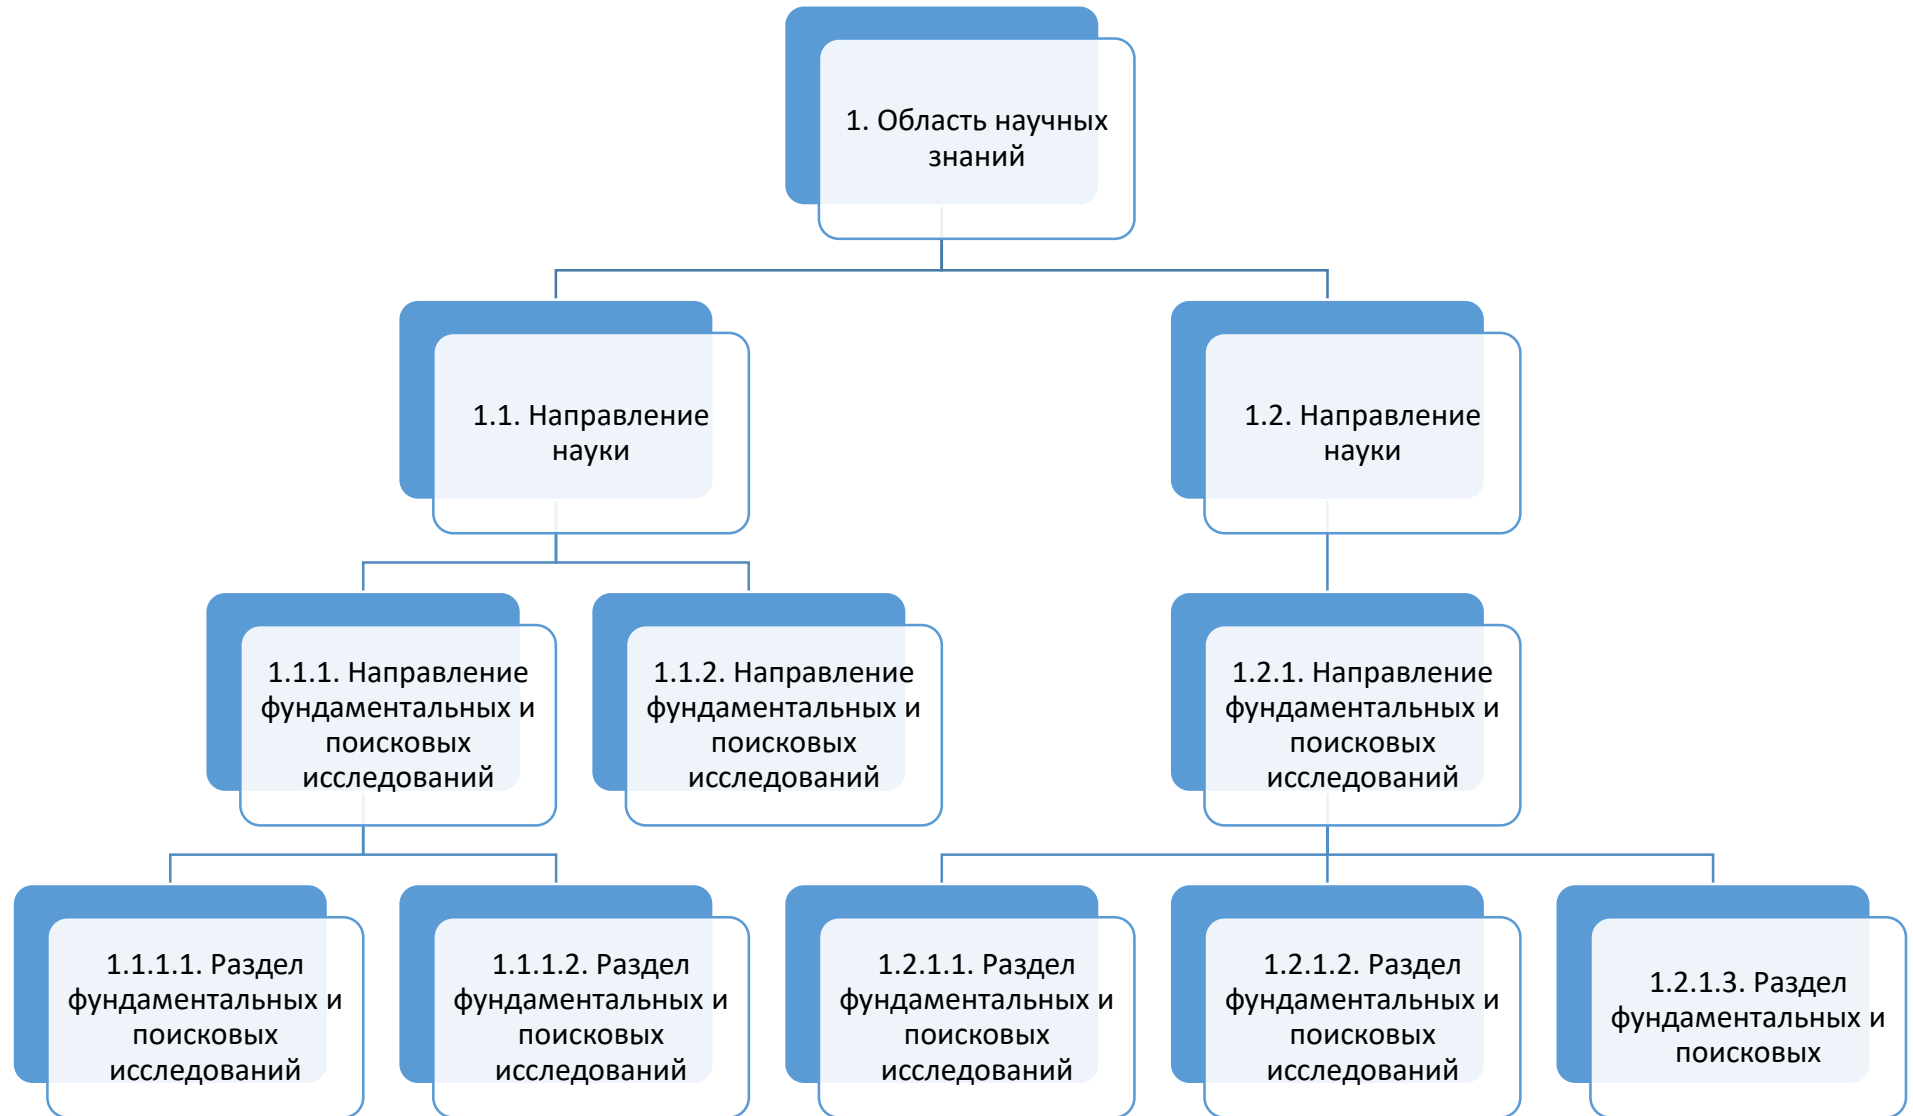 1. Область научных
знаний
1.1. Направление
науки
1.2. Направление
науки
1.1.1. Направление
фундаментальных и
поисковых
исследований
1.1.2. Направление
фундаментальных и
поисковых
исследований
1.2.1. Направление
фундаментальных и
поисковых
исследований
1.1.1.1. Раздел
фундаментальных и
поисковых
исследований
1.1.1.2. Раздел
фундаментальных и
поисковых
исследований
1.2.1.1. Раздел
фундаментальных и
поисковых
исследований
1.2.1.2. Раздел
фундаментальных и
поисковых
исследований
1.2.1.3. Раздел
фундаментальных и
поисковых